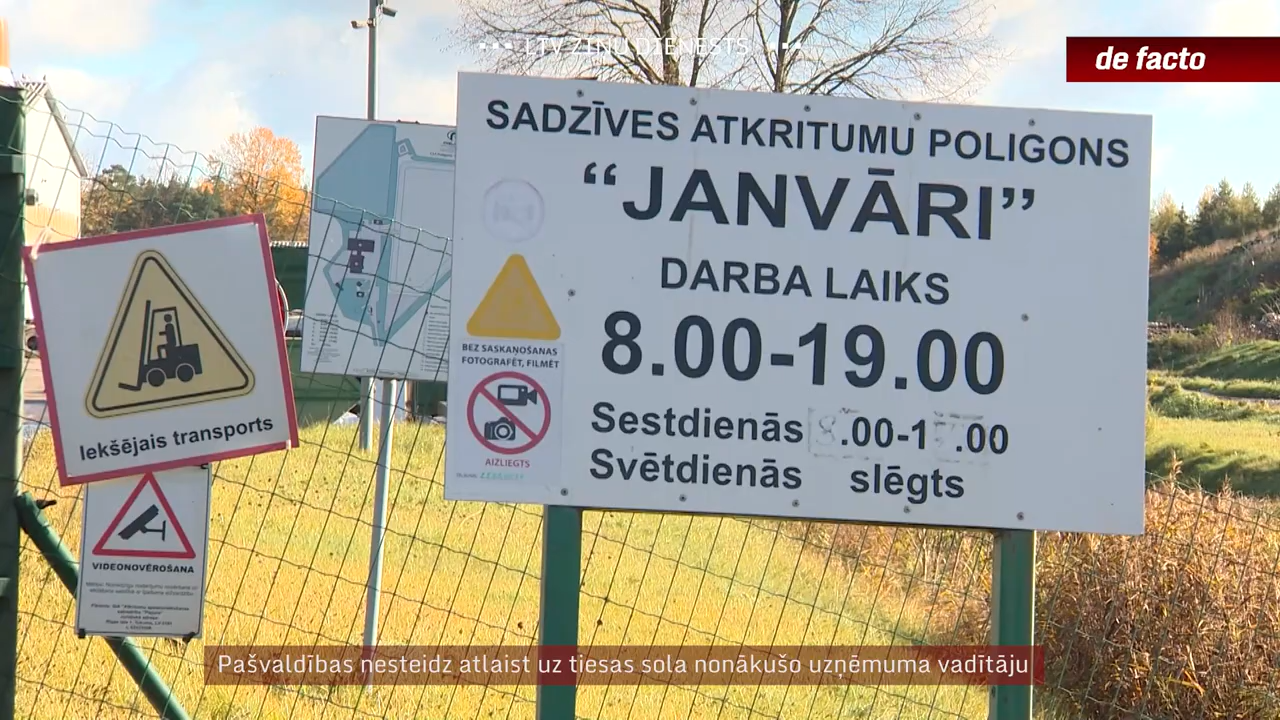 LTV ZIŅU DIENESTS
de facto
SADZĪVES ATKRITUMU POLIGONS
“JANVĀRI”
DARBA LAIKS
8.00-19.00
Sestdienās 8.00-17.00
Svētdienās slēgts
BEZ SASKAŅOŠANAS
FOTOGRAFĒT, FILMĒT
AIZLIEGTS
Iekšējais transports
VIDEONOVĒROŠANA
Pašvaldības nesteidz atlaist uz tiesas sola nonākušo uzņēmuma vadītāju